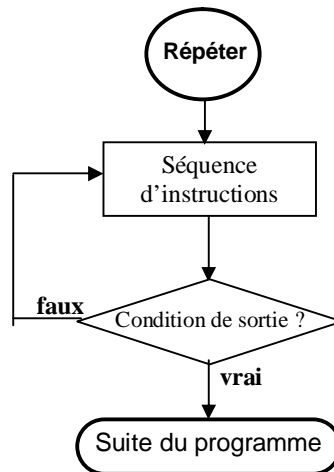 Répéter
Séquence
d’instructions
faux
Condition de sortie ?
vrai
Suite du programme